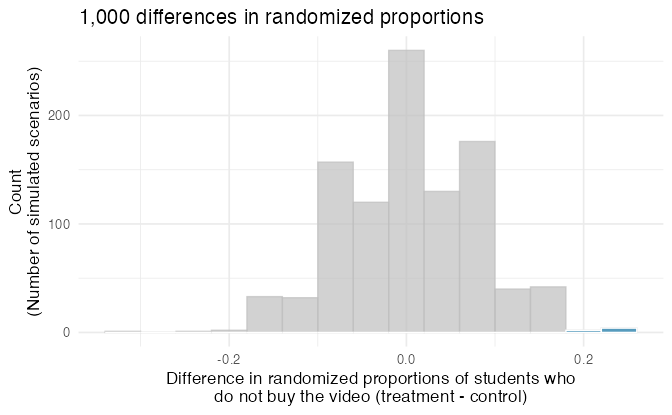 1,000 differences in randomized proportions
Count
(Number of simulated scenarios)
200
100
0
-0.2
0.0
0.2
Difference in randomized proportions of students who
do not buy the video (treatment - control)